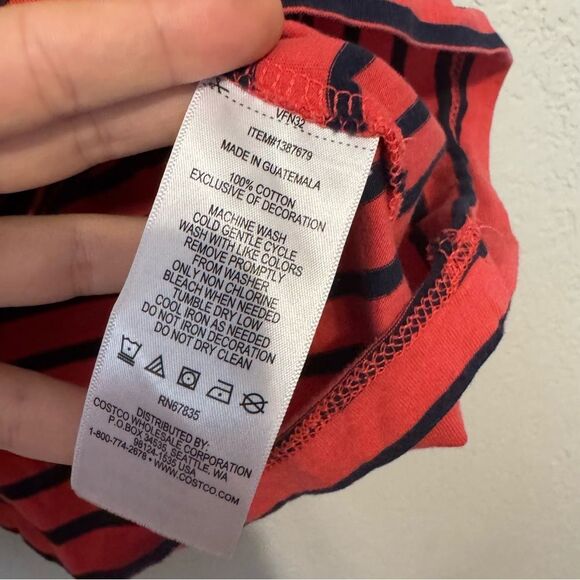 VFN32
ITEM#1387679
MADE IN GUATEMALA
100% COTTON
EXCLUSIVE OF DECORATION
MACHINE WASH
COLD GENTLE CYCLE
WASH WITH LIKE COLORS
REMOVE PROMPTLY
FROM WASHER
ONLY NON CHLORINE
BLEACH WHEN NEEDED
TUMBLE DRY LOW
COOL IRON AS NEEDED
DO NOT IRON DECORATION
DO NOT DRY CLEAN
RN67835
DISTRIBUTED BY:
COSTCO WHOLESALE CORPORATION
P.O.BOX 34535 SEATTLE, WA
98124-1535 USA
1-800-774-2678 • WWW.COSTCO.COM